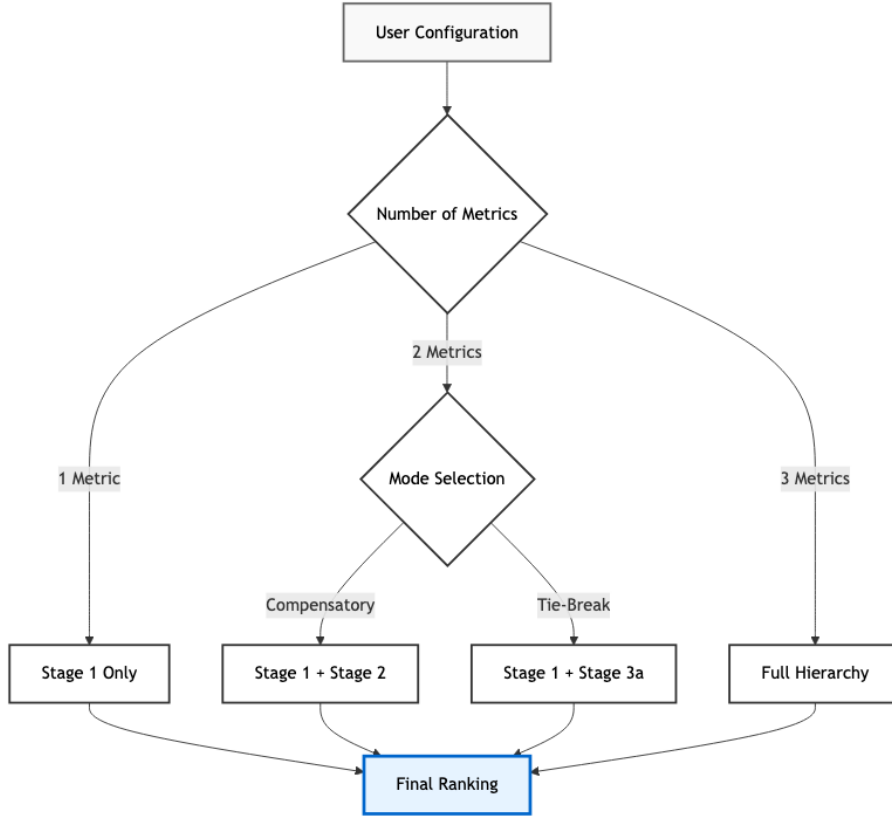 User Configuration
Number of Metrics
2 Metrics
1 Metric
Mode Selection
3 Metrics
Compensatory
Tie-Break
Stage 1 Only
Stage 1 + Stage 2
Stage 1 + Stage 3a
Full Hierarchy
Final Ranking